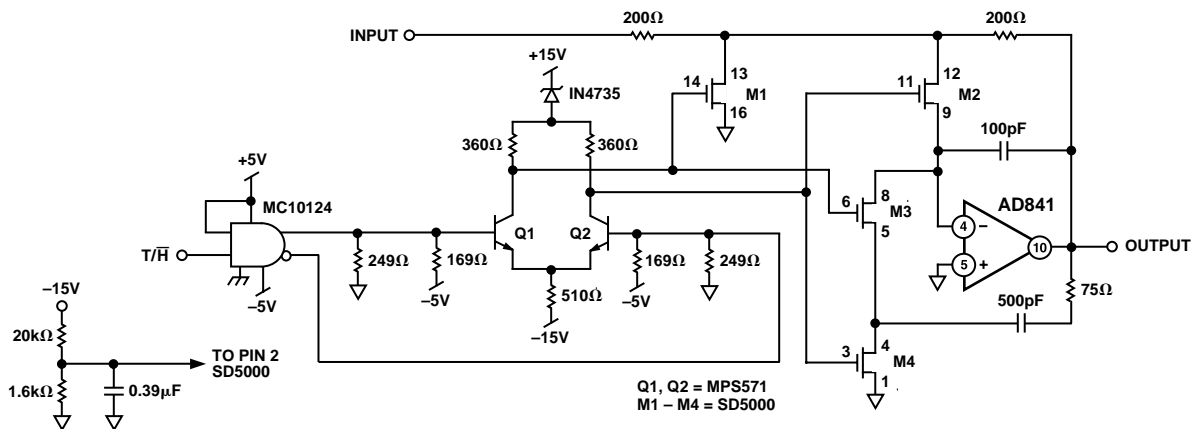 INPUT
200Ω
200Ω
+15V
IN4735
14
13
M1
16
11
12
M2
9
360Ω
360Ω
100pF
+5V
MC10124
8
6
M3
5
AD841
4
−
10
OUTPUT
5
+
Q1
Q2
T/H̅
249Ω
169Ω
169Ω
249Ω
–5V
–5V
–5V
510Ω
–15V
75Ω
500pF
–15V
20kΩ
TO PIN 2
SD5000
1.6kΩ
0.39µF
3
4
M4
1
Q1, Q2 = MPS571
M1 – M4 = SD5000